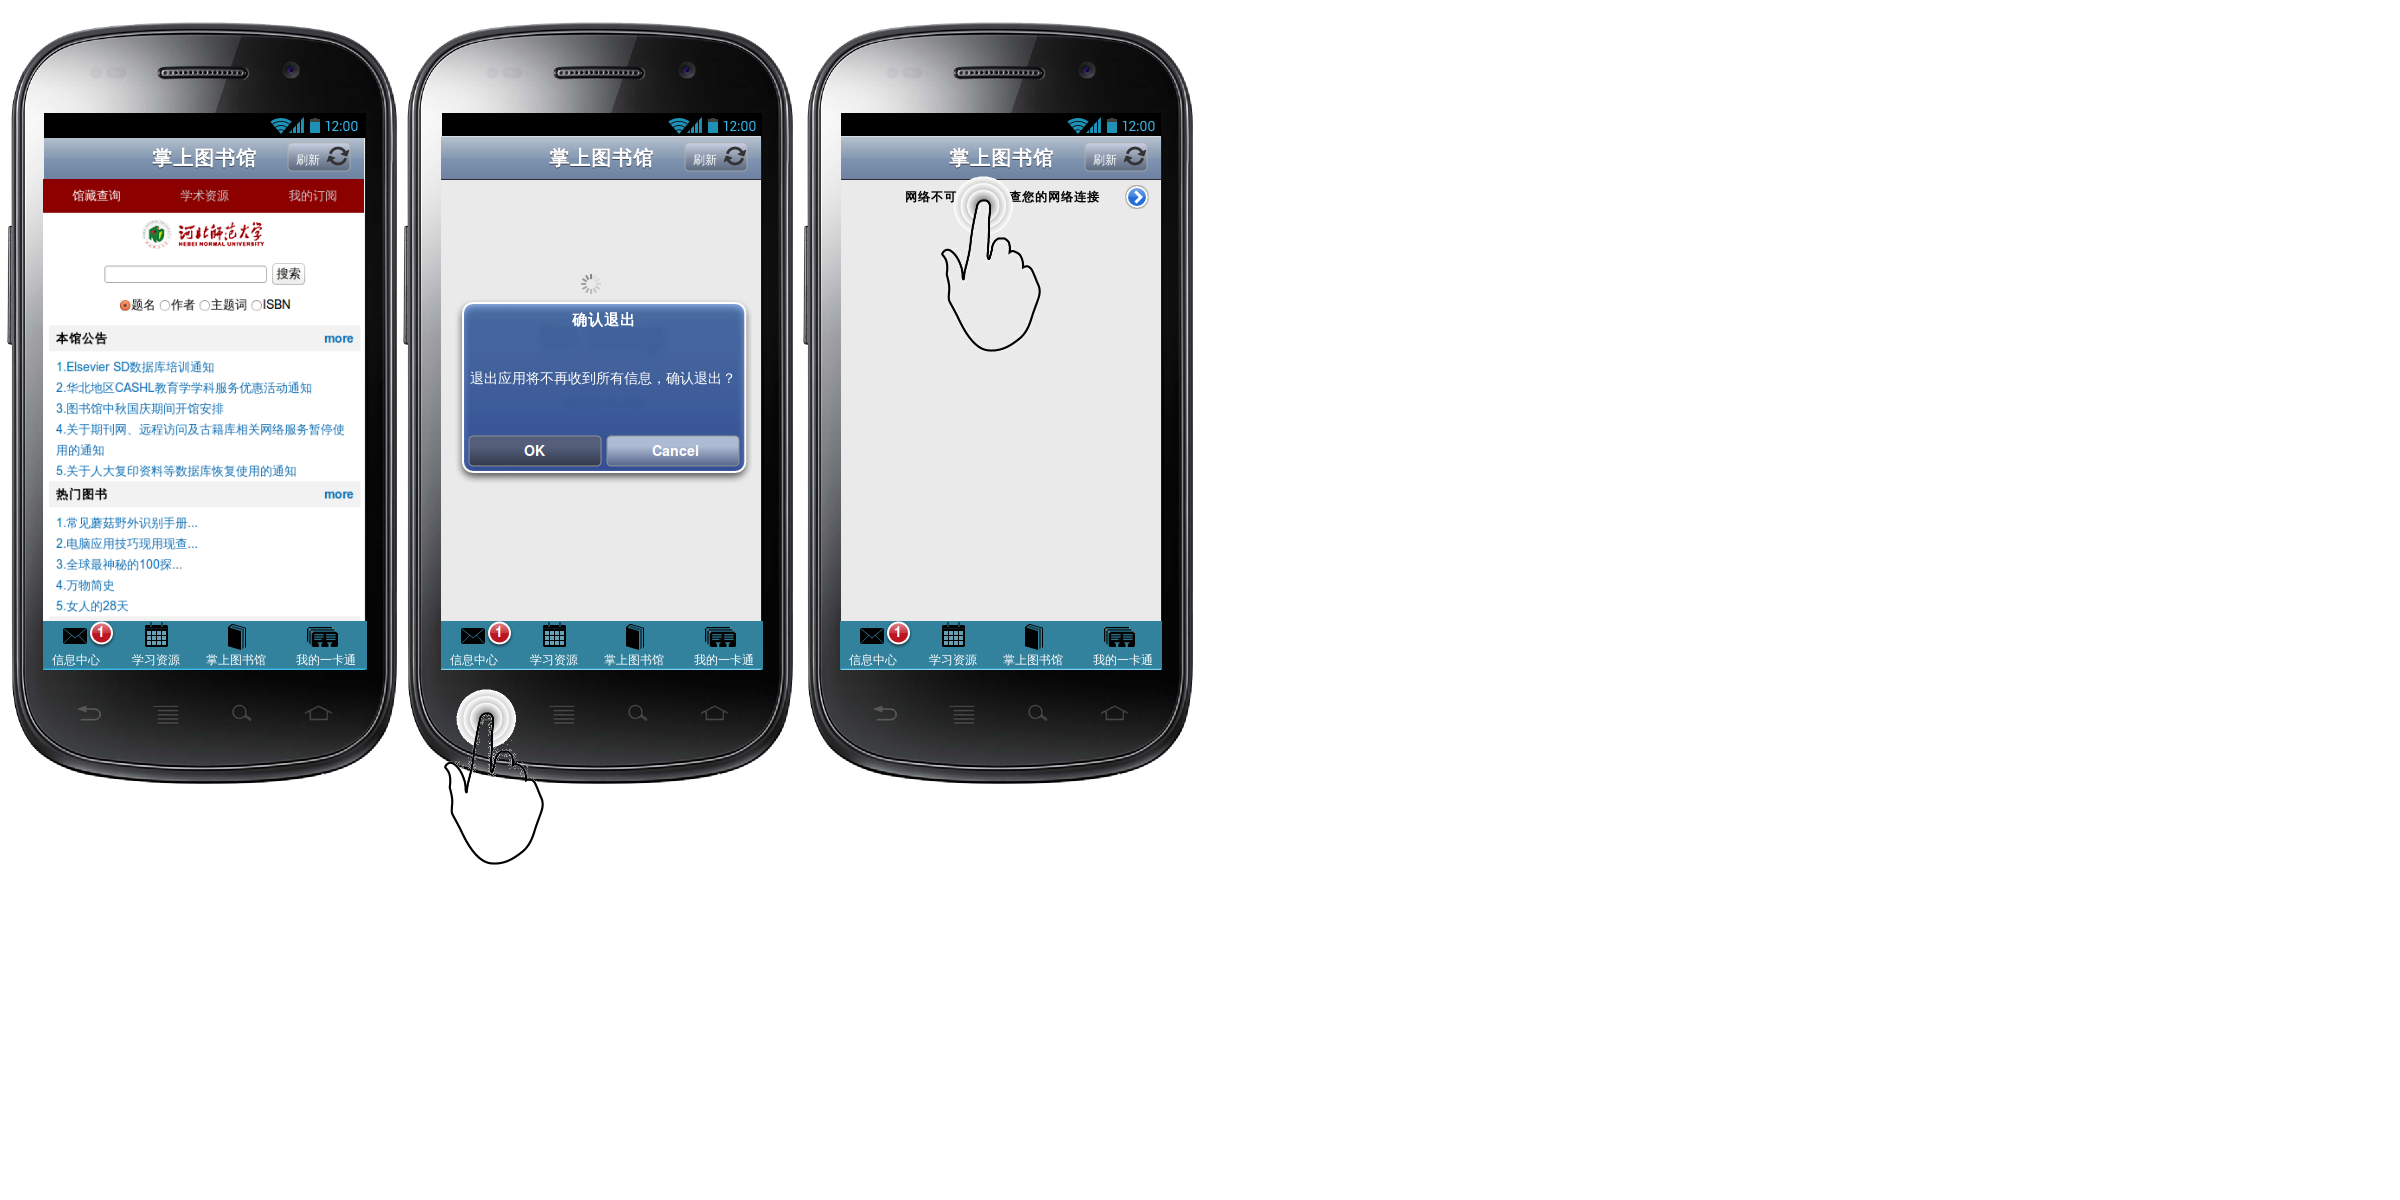 12:00
掌上图书馆
刷新
馆藏查询 学术资源 我的订阅
河北师范大学
HEBEI NORMAL UNIVERSITY
搜索
题名 作者 主题词 ISBN
本馆公告 more
1.Elsevier SD数据库培训通知
2.华北地区CASHL教育学学科服务优惠活动通知
3.图书馆中秋国庆期间开馆安排
4.关于期刊网、远程访问及古籍库相关网络服务暂停使
用的通知
5.关于人大复印资料等数据库恢复使用的通知
热门图书 more
1.常见蘑菇野外识别手册...
2.电脑应用技巧现用现查...
3.全球最神秘的100探...
4.万物简史
5.女人的28天
1
信息中心 学习资源 掌上图书馆 我的一卡通
12:00
掌上图书馆
刷新
确认退出
退出应用将不再收到所有信息，确认退出？
OK Cancel
1
信息中心 学习资源 掌上图书馆 我的一卡通
12:00
掌上图书馆
刷新
网络不可 查您的网络连接
1
信息中心 学习资源 掌上图书馆 我的一卡通